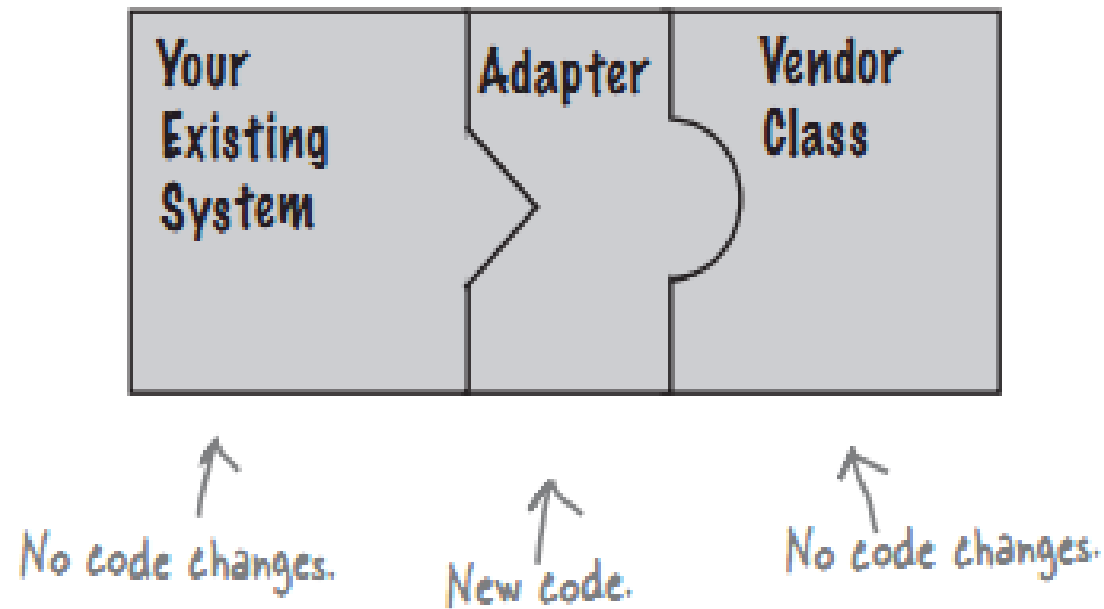 Your
Existing
System
Adapter
Vendor
Class
No code changes.
New code.
No code changes.